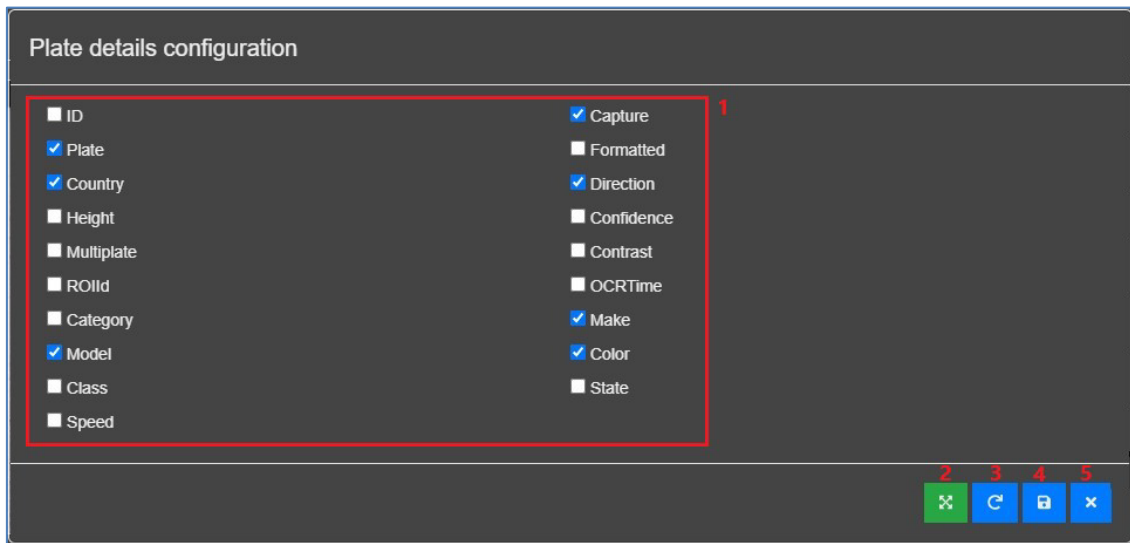 Plate details configuration
ID
Capture
1
Plate
Formatted
Country
Direction
Height
Confidence
Multiplate
Contrast
ROIId
OCRTime
Category
Make
Model
Color
Class
State
Speed
2 3 4 5